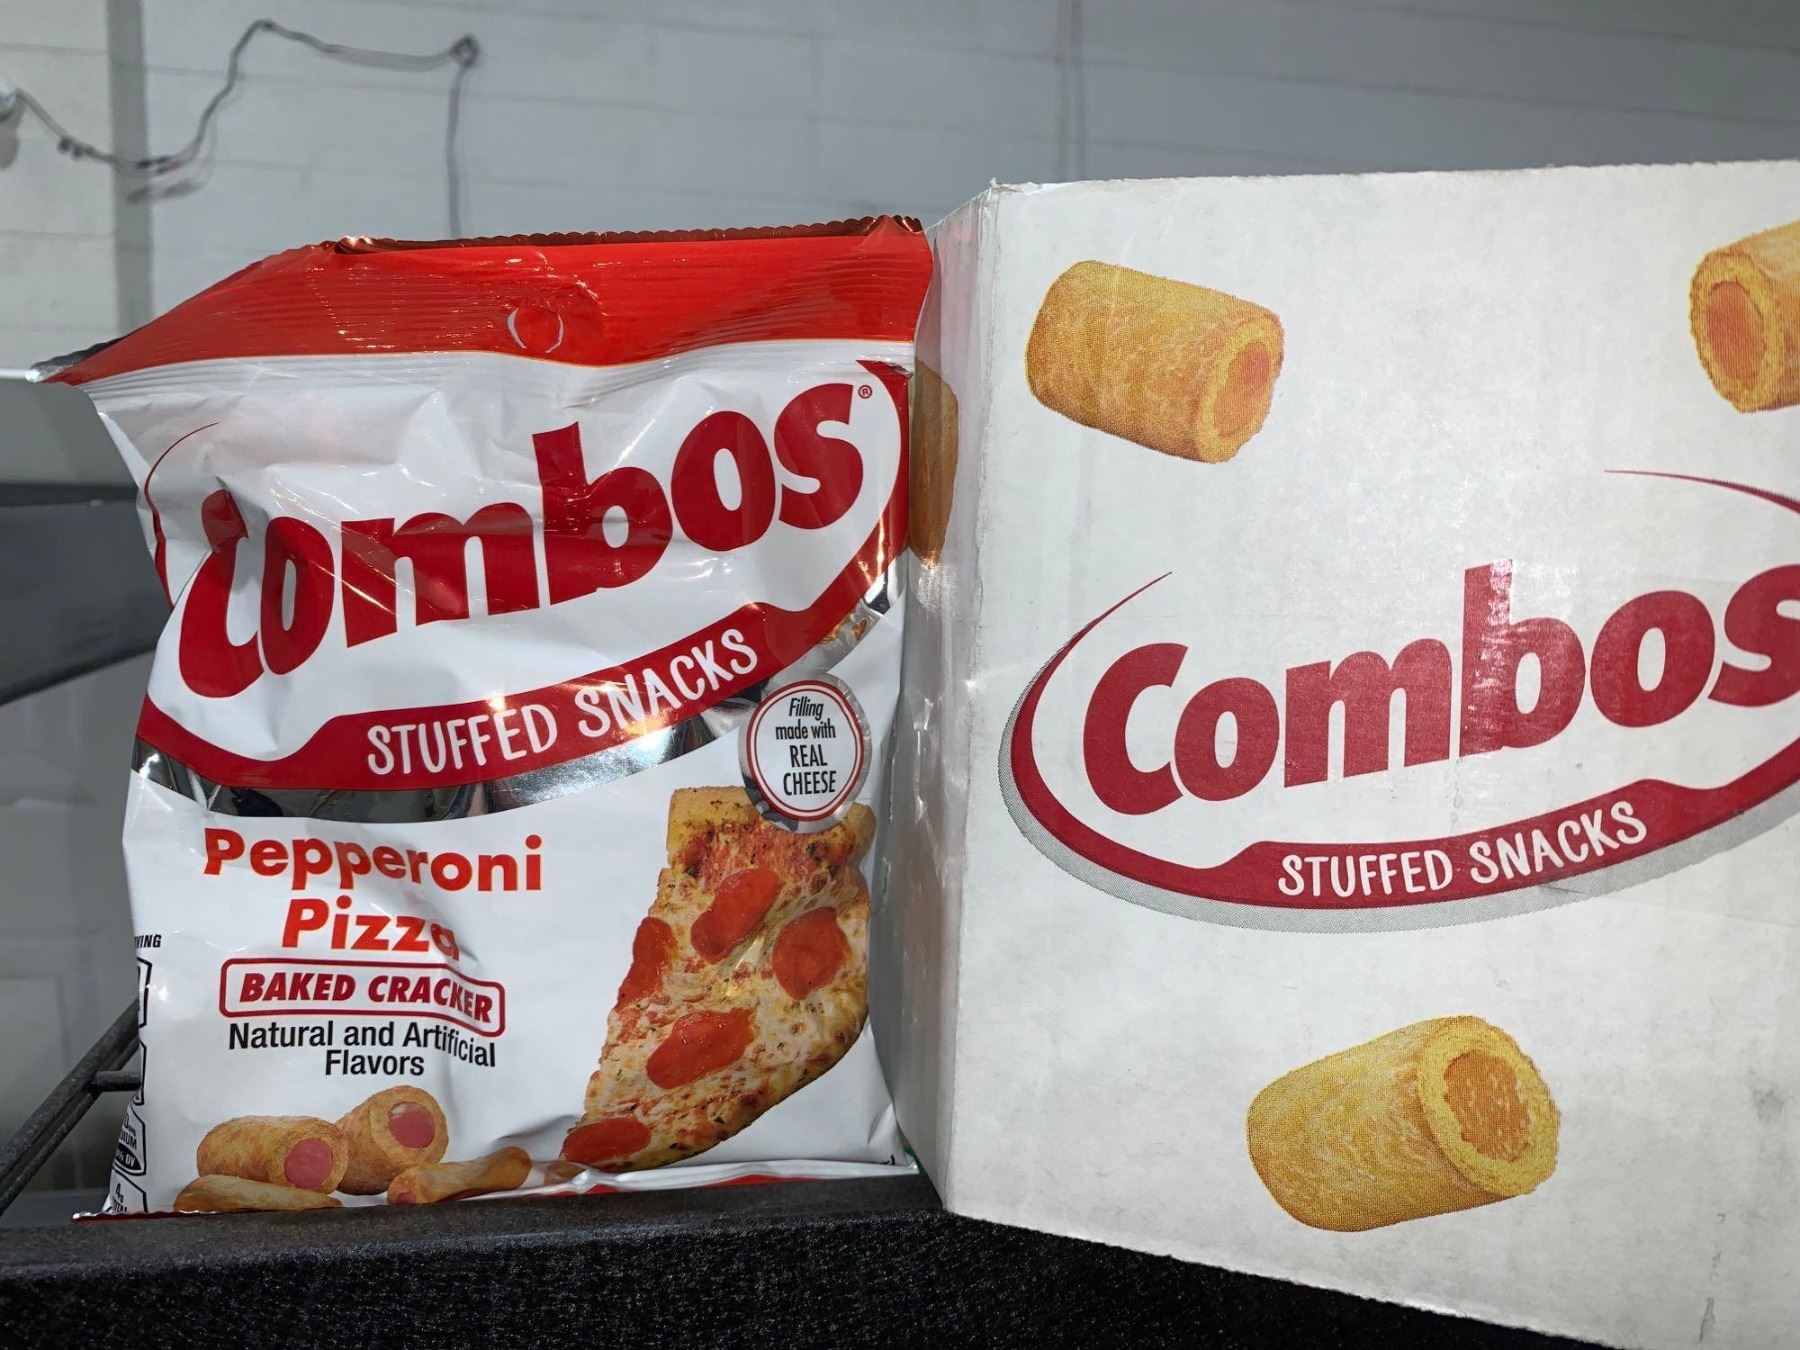 Combos®
STUFFED SNACKS
Filling
made with
REAL
CHEESE
Pepperoni
Pizza
BAKED CRACKER
Natural and Artificial
Flavors
Combos
STUFFED SNACKS